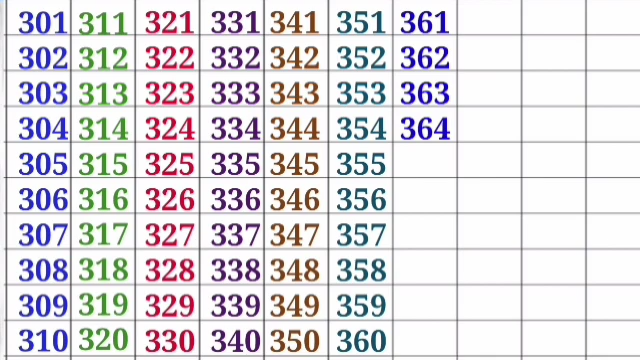 301 311 321 331 341 351 361
302 312 322 332 342 352 362
303 313 323 333 343 353 363
304 314 324 334 344 354 364
305 315 325 335 345 355
306 316 326 336 346 356
307 317 327 337 347 357
308 318 328 338 348 358
309 319 329 339 349 359
310 320 330 340 350 360